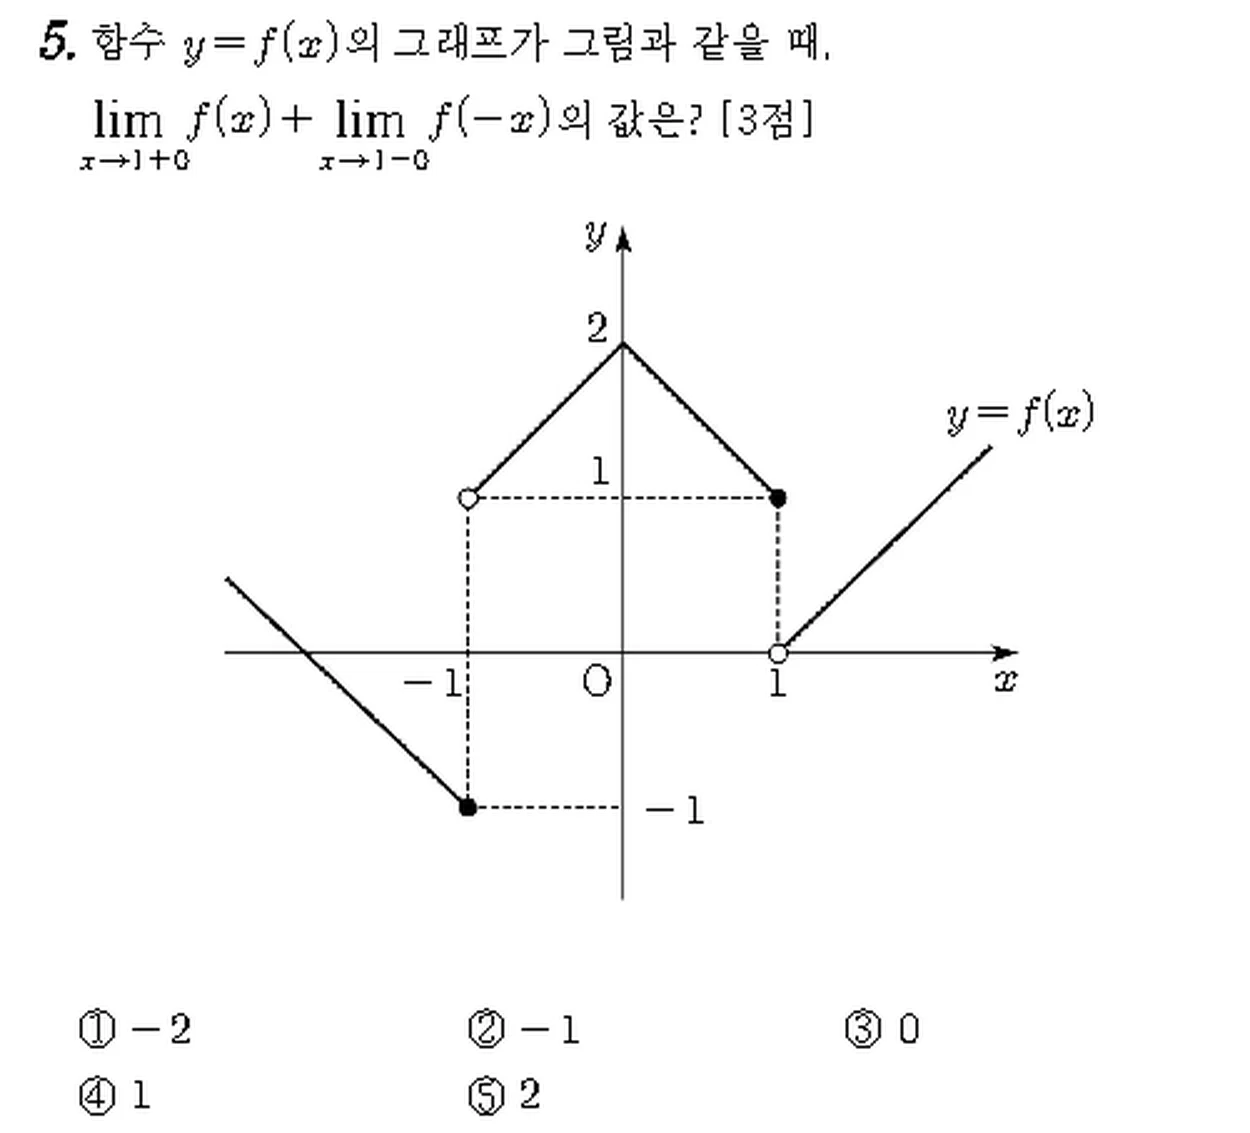 5. 함수 y=f(x)의 그래프가 그림과 같을 때,
lim f(x)+ lim f(-x)의 값은? [3점]
x→1+0 x→1-0
y
2
y=f(x)
1
-1 O 1 x
-1
① -2 ② -1 ③ 0
④ 1 ⑤ 2